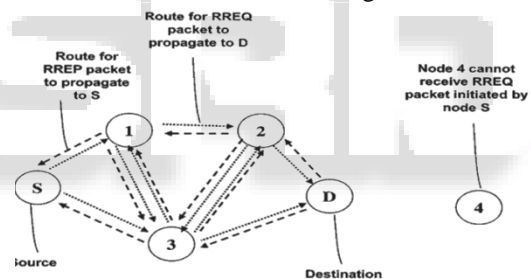 Route for RREQ
packet to
propagate to D
Route for
RREP packet
to propagate
to S
Node 4 cannot
receive RREQ
packet initiated by
node S
1
2
S
D
4
3
Source
Destination